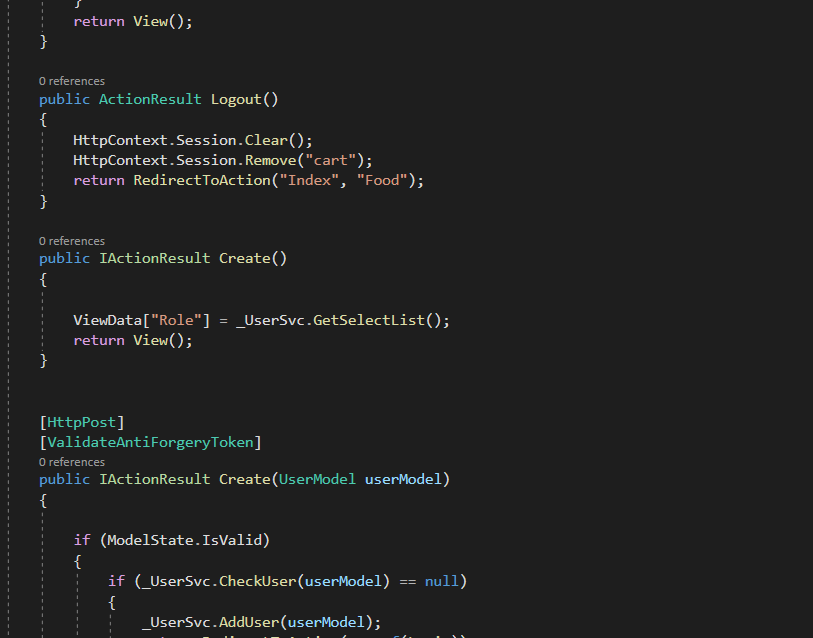 }
return View();
}
0 references
public ActionResult Logout()
{
HttpContext.Session.Clear();
HttpContext.Session.Remove("cart");
return RedirectToAction("Index", "Food");
}
0 references
public IActionResult Create()
{
ViewData["Role"] = _UserSvc.GetSelectList();
return View();
}
[HttpPost]
[ValidateAntiForgeryToken]
0 references
public IActionResult Create(UserModel userModel)
{
if (ModelState.IsValid)
{
if (_UserSvc.CheckUser(userModel) == null)
{
_UserSvc.AddUser(userModel);